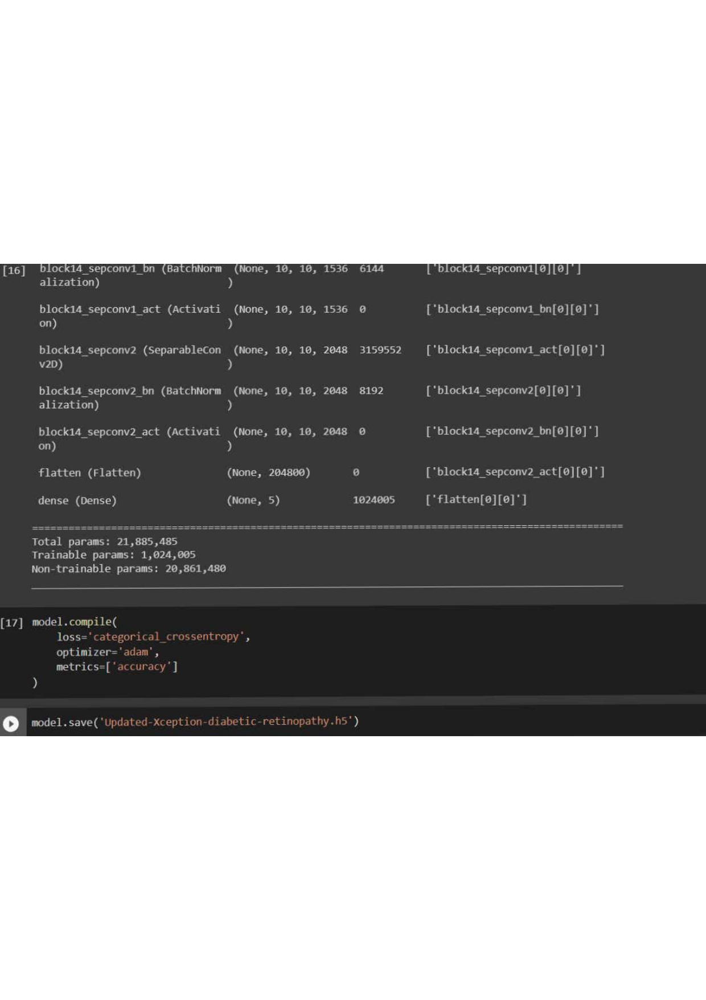 [16] block14_sepconv1_bn (BatchNorm (None, 10, 10, 1536 6144 ['block14_sepconv1[0][0]']
alization) )
block14_sepconv1_act (Activati (None, 10, 10, 1536 0 ['block14_sepconv1_bn[0][0]']
on) )
block14_sepconv2 (SeparableCon (None, 10, 10, 2048 3159552 ['block14_sepconv1_act[0][0]']
v2D) )
block14_sepconv2_bn (BatchNorm (None, 10, 10, 2048 8192 ['block14_sepconv2[0][0]']
alization) )
block14_sepconv2_act (Activati (None, 10, 10, 2048 0 ['block14_sepconv2_bn[0][0]']
on) )
flatten (Flatten) (None, 204800) 0 ['block14_sepconv2_act[0][0]']
dense (Dense) (None, 5) 1024005 ['flatten[0][0]']
==================================================================================================
Total params: 21,885,485
Trainable params: 1,024,005
Non-trainable params: 20,861,480
[17] model.compile(
loss='categorical_crossentropy',
optimizer='adam',
metrics=['accuracy']
)
model.save('Updated-Xception-diabetic-retinopathy.h5')